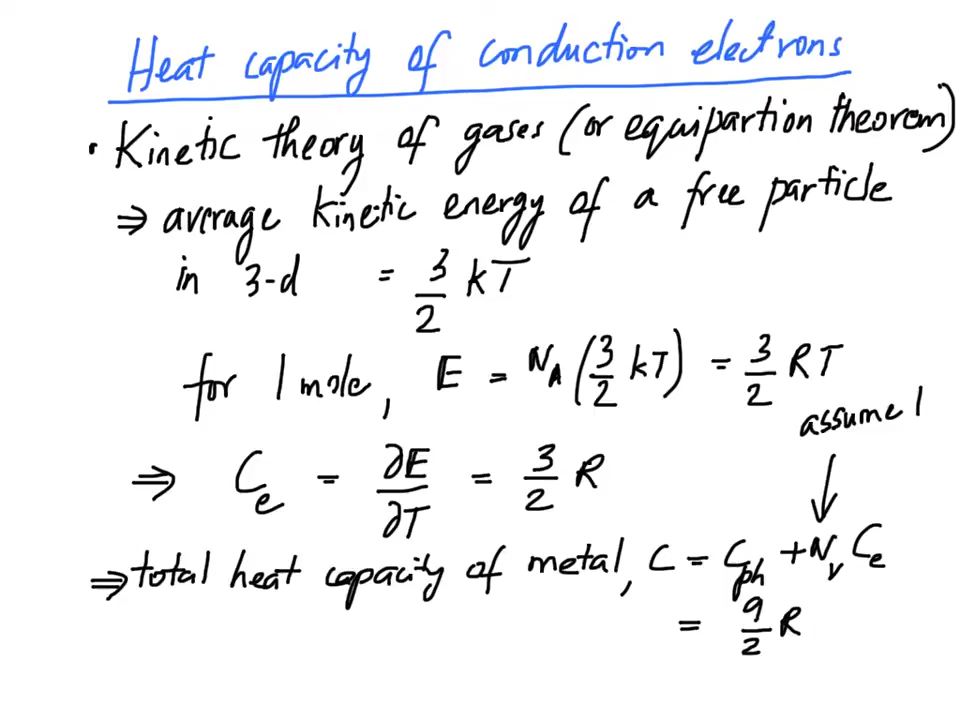 Heat capacity of conduction electrons
• Kinetic theory of gases (or equipartion theorem)
⇒ average kinetic energy of a free particle
in 3-d = 3/2 kT
for 1 mole, E = N_A (3/2 kT) = 3/2 RT
assume 1
⇒ C_e = ∂E/∂T = 3/2 R
⇒ total heat capacity of metal, C = C_ph + N_v C_e
= 9/2 R